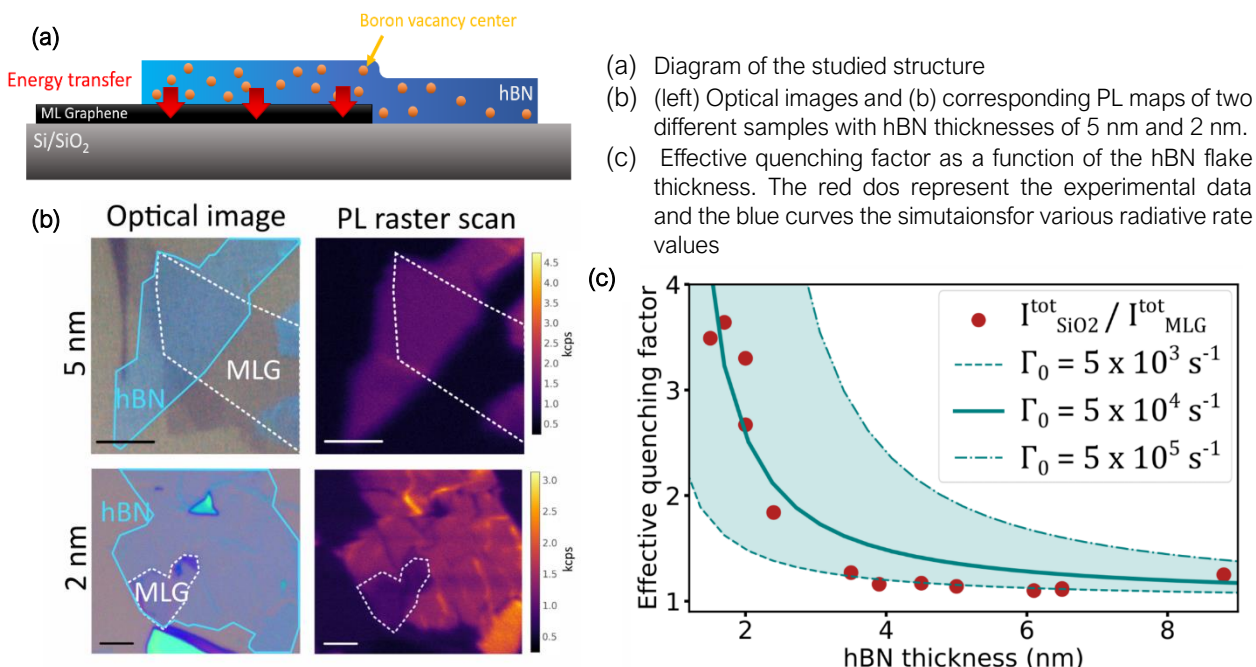 (a)
Boron vacancy center
Energy transfer
hBN
ML Graphene
Si/SiO2
(a) Diagram of the studied structure
(b) (left) Optical images and (b) corresponding PL maps of two
different samples with hBN thicknesses of 5 nm and 2 nm.
(c) Effective quenching factor as a function of the hBN flake
thickness. The red dos represent the experimental data
and the blue curves the simutaionsfor various radiative rate
values
(b)
Optical image
PL raster scan
5 nm
hBN
MLG
4.5
4.0
3.5
3.0
2.5
2.0
1.5
1.0
0.5
kcps
2 nm
hBN
MLG
3.0
2.5
2.0
1.5
1.0
0.5
kcps
(c)
Effective quenching factor
4
3
2
1
I^tot_SiO2 / I^tot_MLG
Γ0 = 5 x 10^3 s^-1
Γ0 = 5 x 10^4 s^-1
Γ0 = 5 x 10^5 s^-1
2 4 6 8
hBN thickness (nm)